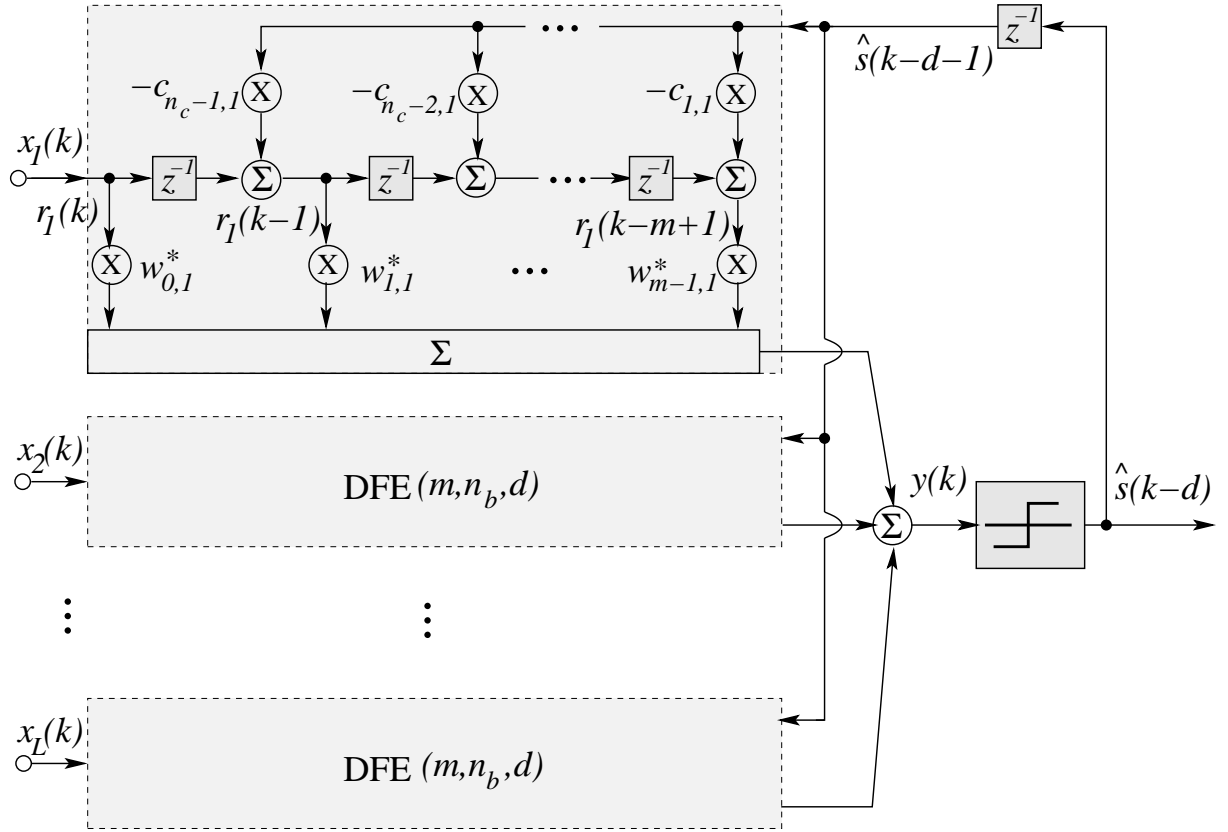 ...
z⁻¹
ŝ(k−d−1)
−c_{n_c−1,1} X
−c_{n_c−2,1} X
−c_{1,1} X
x_1(k)
z⁻¹ Σ z⁻¹ Σ ... z⁻¹ Σ
r_1(k) r_1(k−1) r_1(k−m+1)
X w*_{0,1} X w*_{1,1} ... w*_{m−1,1} X
Σ
x_2(k)
DFE (m,n_b,d)
Σ
y(k)
ŝ(k−d)
⋮ ⋮
x_L(k)
DFE (m,n_b,d)